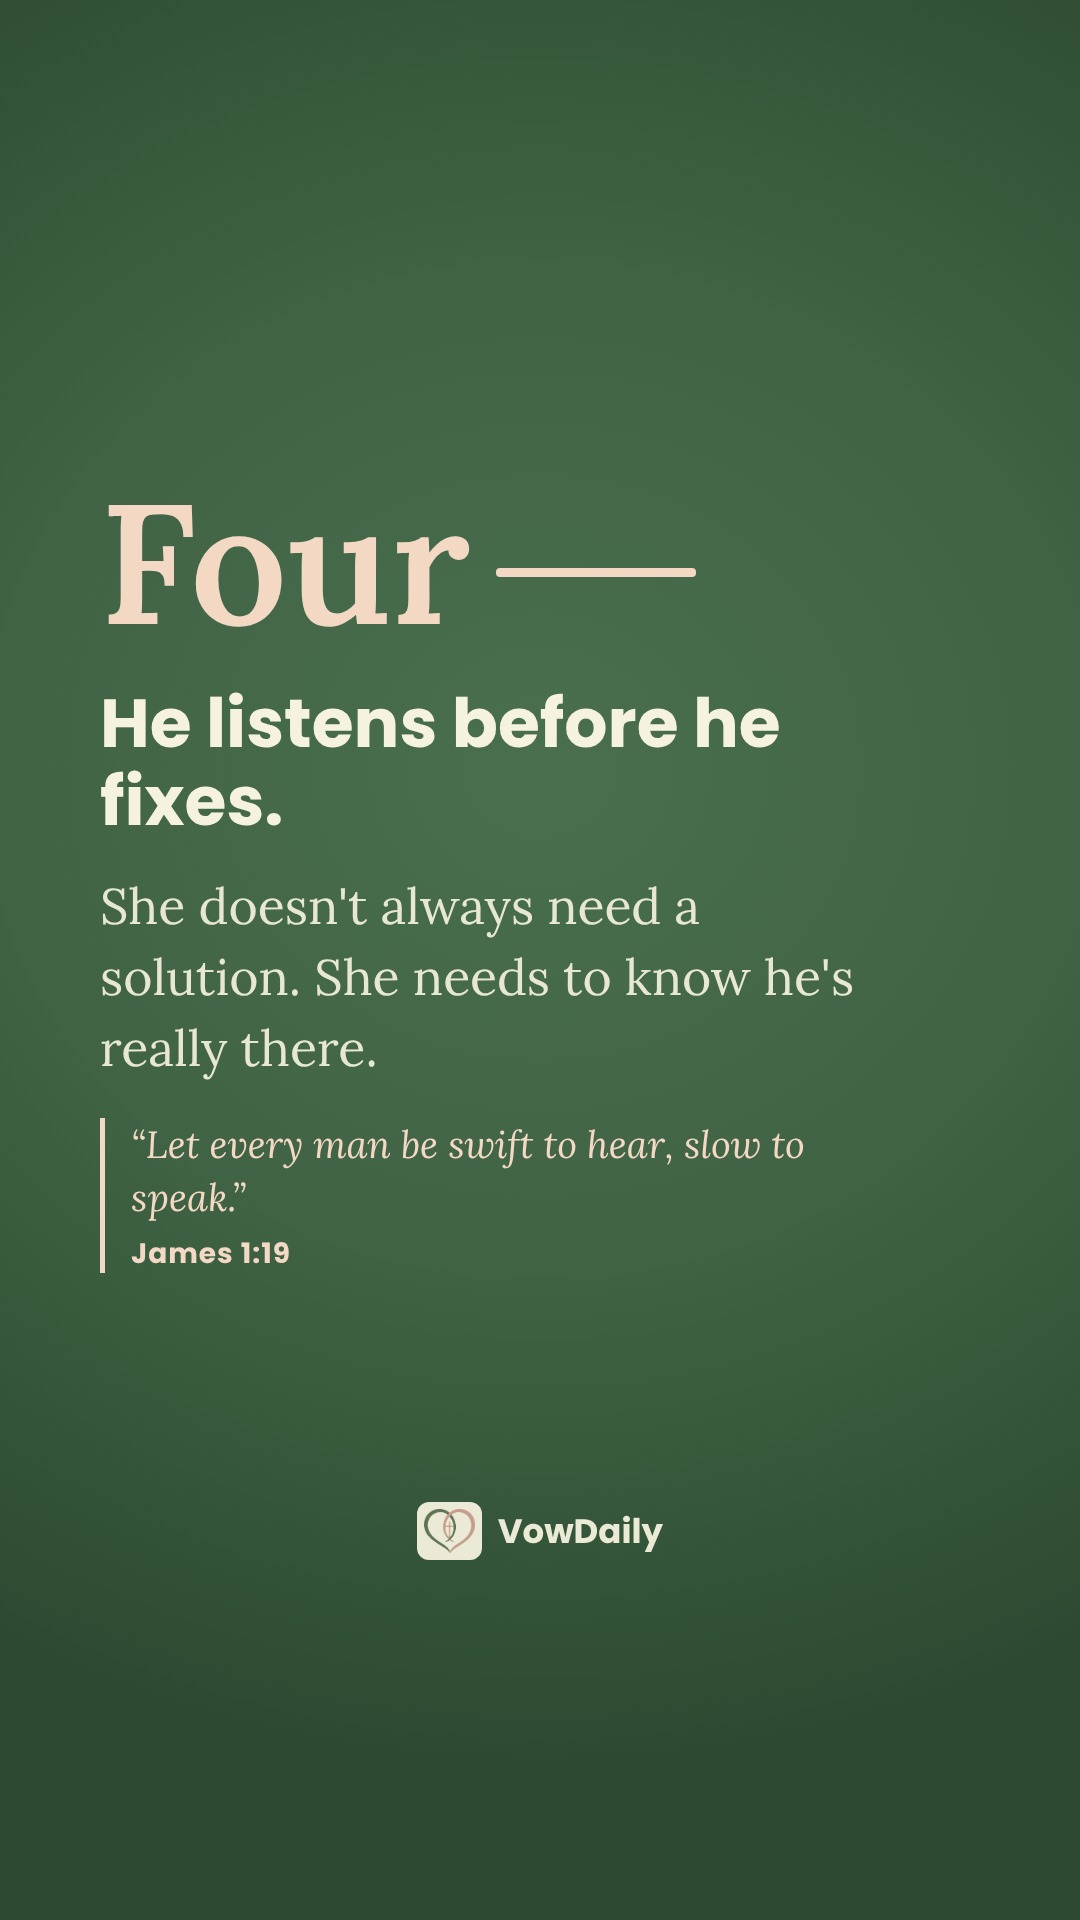 Four
He listens before he
fixes.
She doesn't always need a
solution. She needs to know he's
really there.
“Let every man be swift to hear, slow to
speak.”
James 1:19
VowDaily